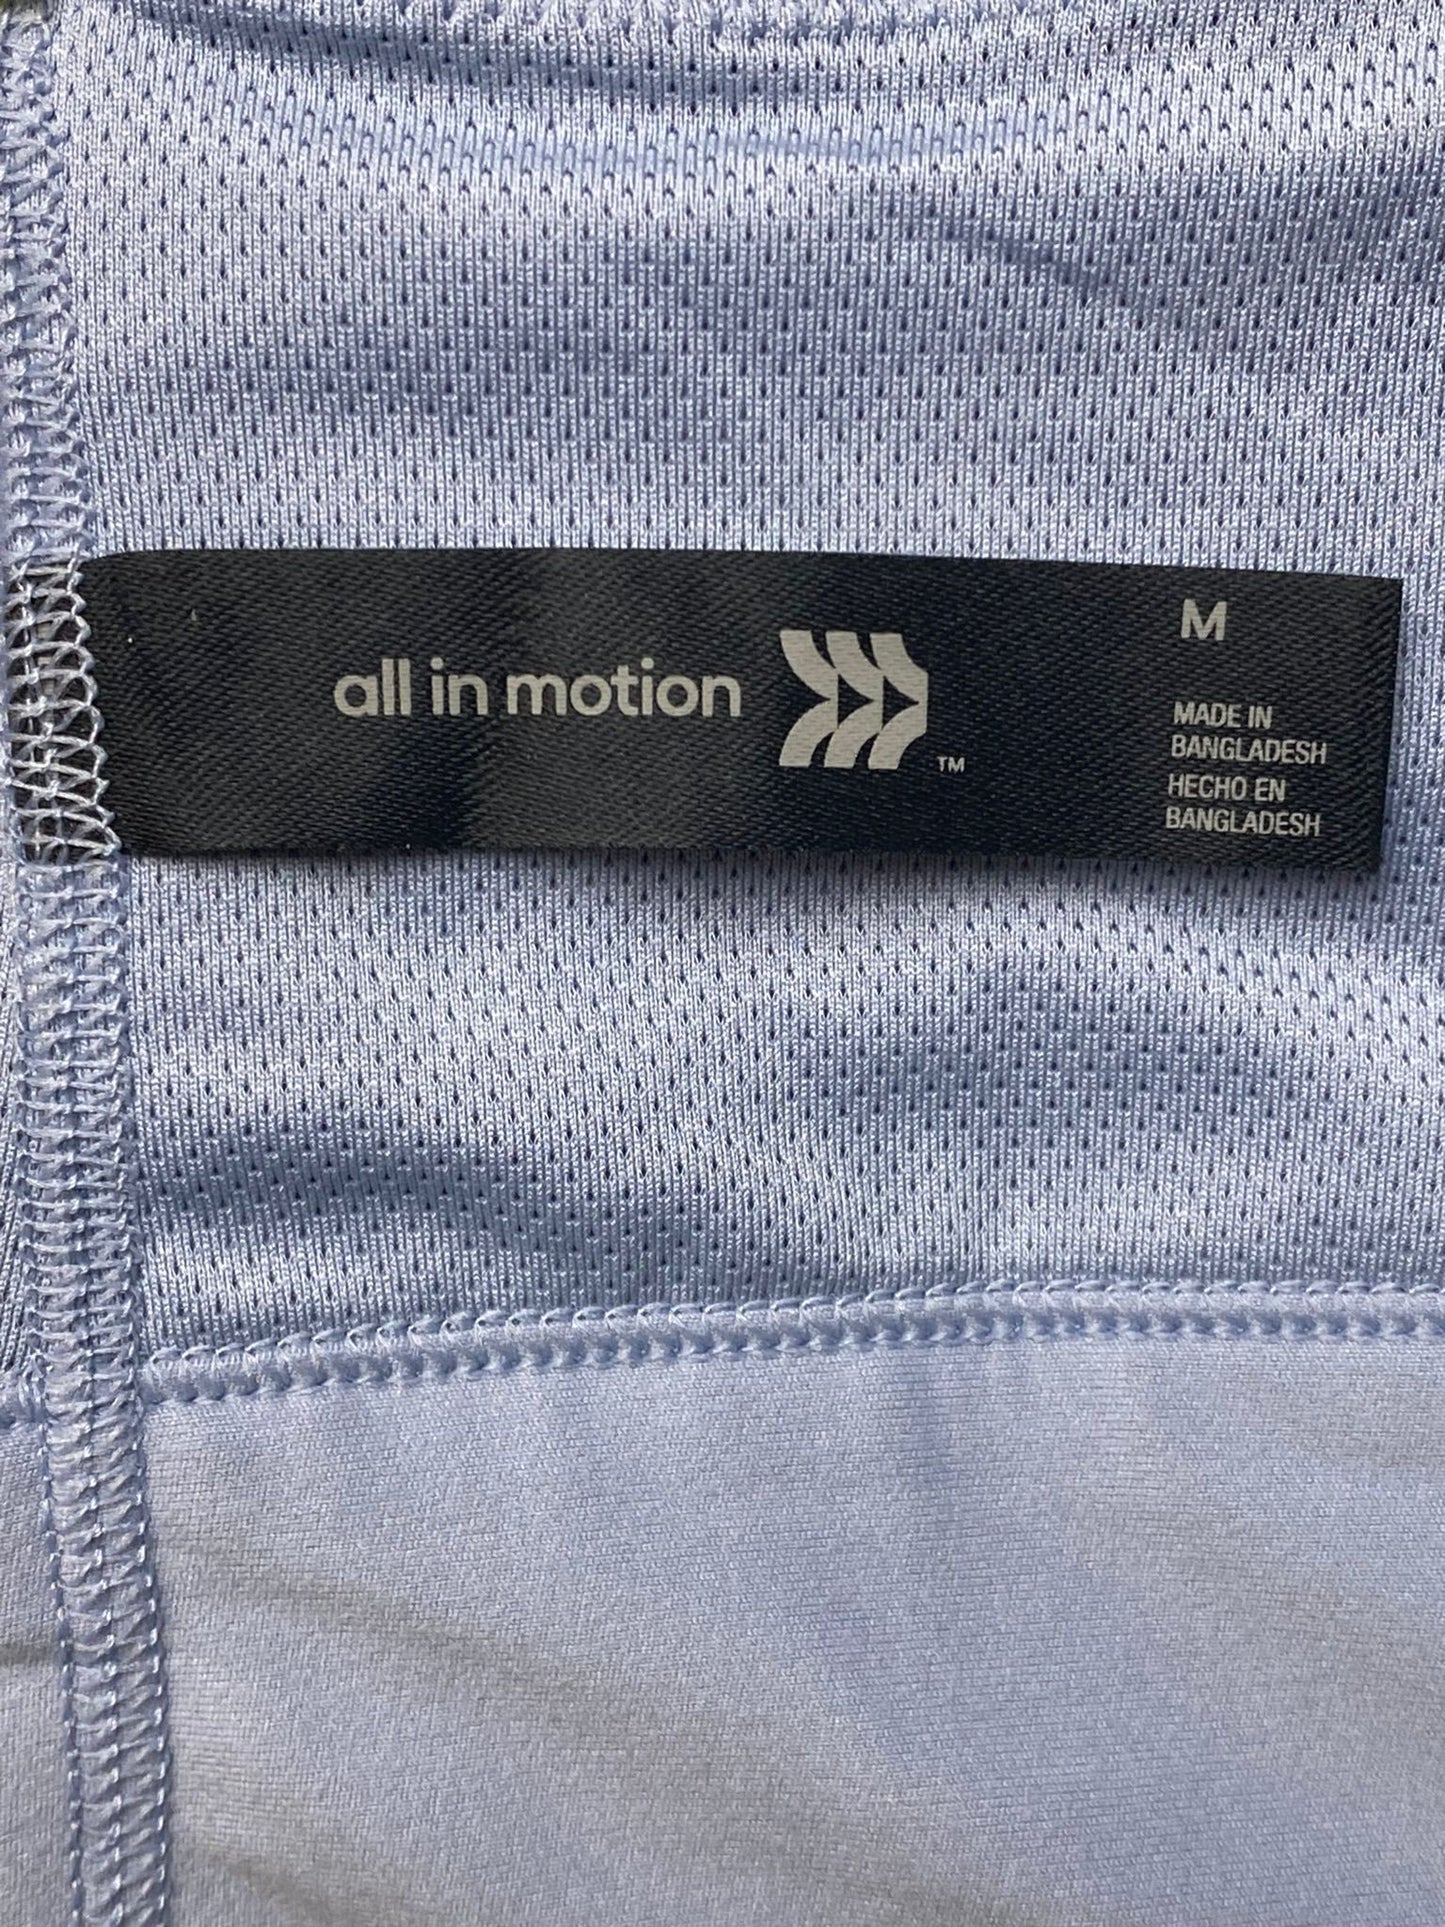 all in motion
TM
M
MADE IN
BANGLADESH
HECHO EN
BANGLADESH